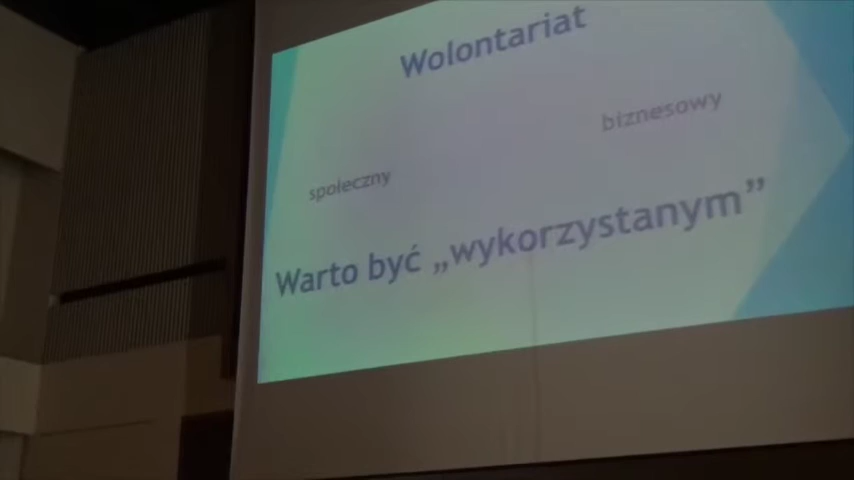 Wolontariat
biznesowy
społeczny
Warto być „wykorzystanym”